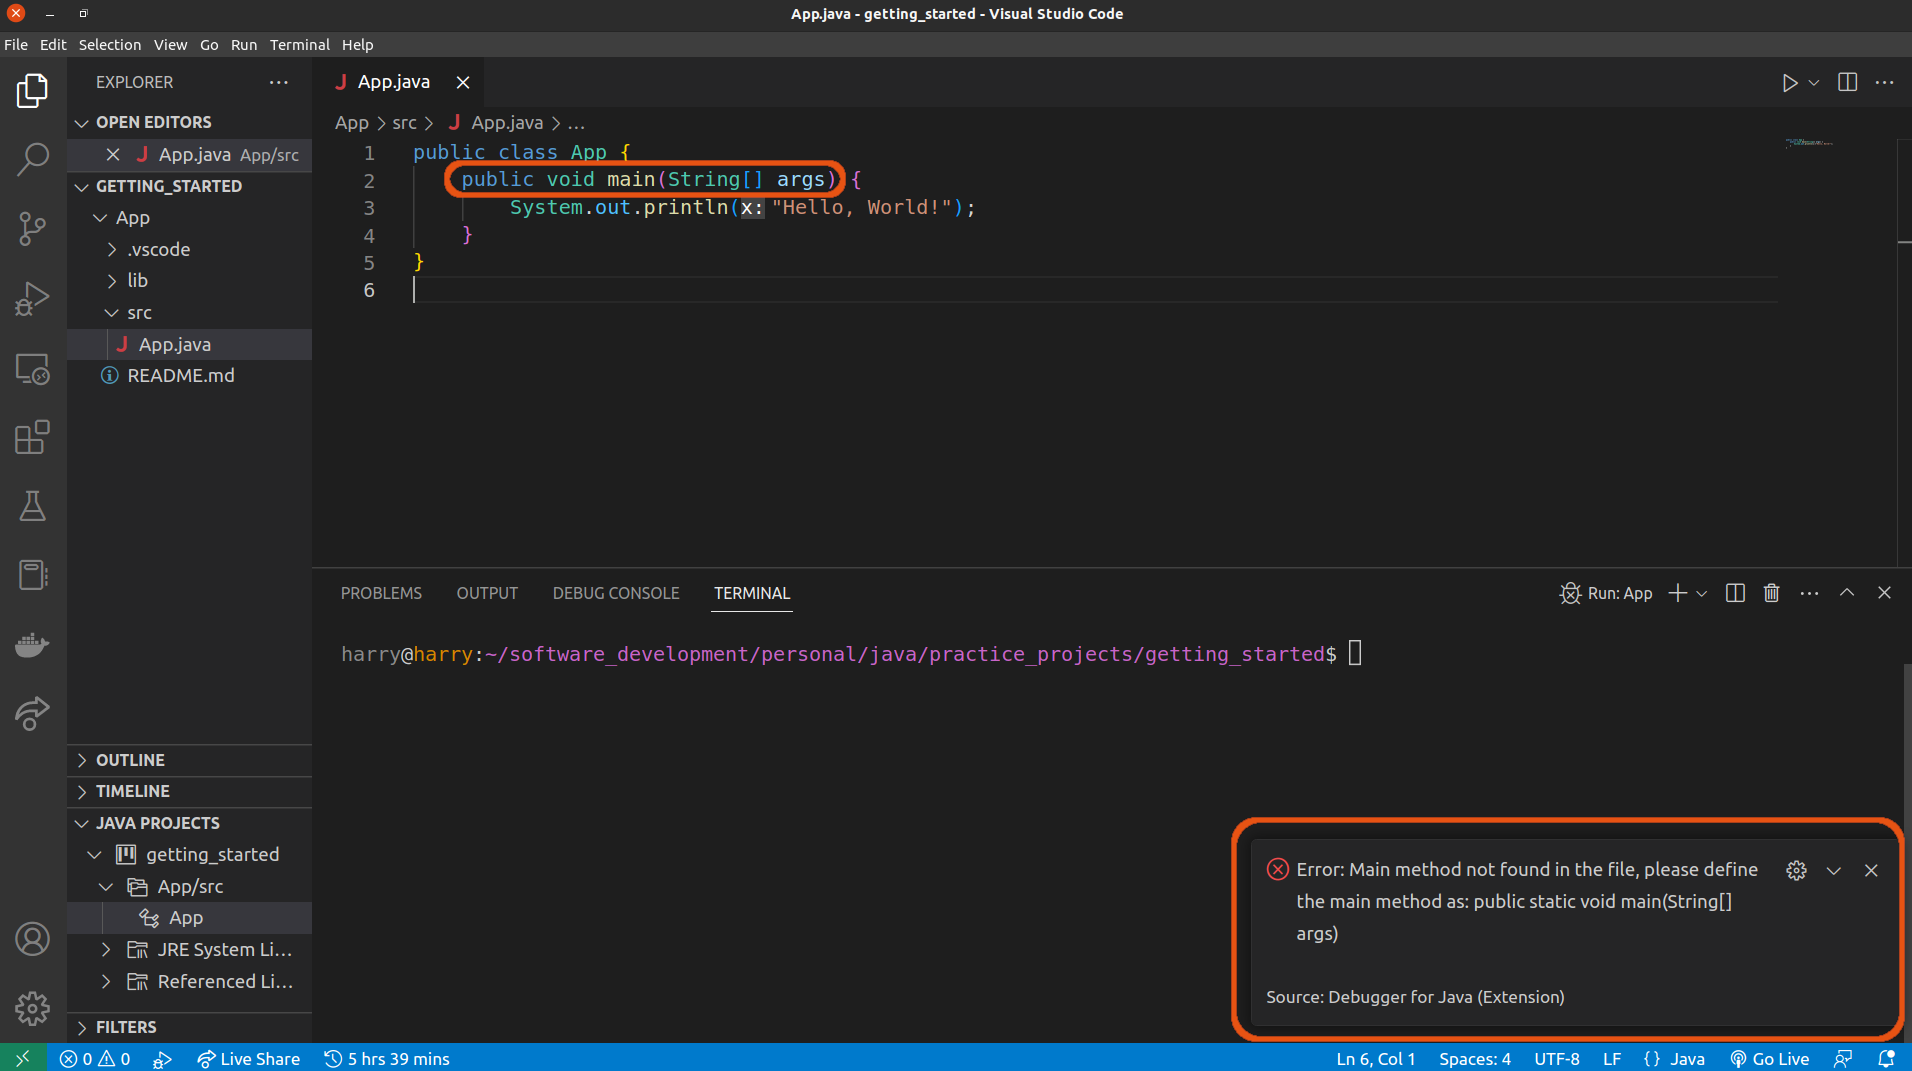 App.java - getting_started - Visual Studio Code
File Edit Selection View Go Run Terminal Help
EXPLORER
OPEN EDITORS
App.java App/src
GETTING_STARTED
App
.vscode
lib
src
App.java
README.md
OUTLINE
TIMELINE
JAVA PROJECTS
getting_started
App/src
App
JRE System Li...
Referenced Li...
FILTERS
App.java
App > src > J App.java > ...
1 public class App {
2 public void main(String[] args) {
3 System.out.println(x: "Hello, World!");
4 }
5 }
6
PROBLEMS OUTPUT DEBUG CONSOLE TERMINAL
Run: App
harry@harry:~/software_development/personal/java/practice_projects/getting_started$
Error: Main method not found in the file, please define
the main method as: public static void main(String[]
args)
Source: Debugger for Java (Extension)
0 0 Live Share 5 hrs 39 mins
Ln 6, Col 1 Spaces: 4 UTF-8 LF {} Java Go Live